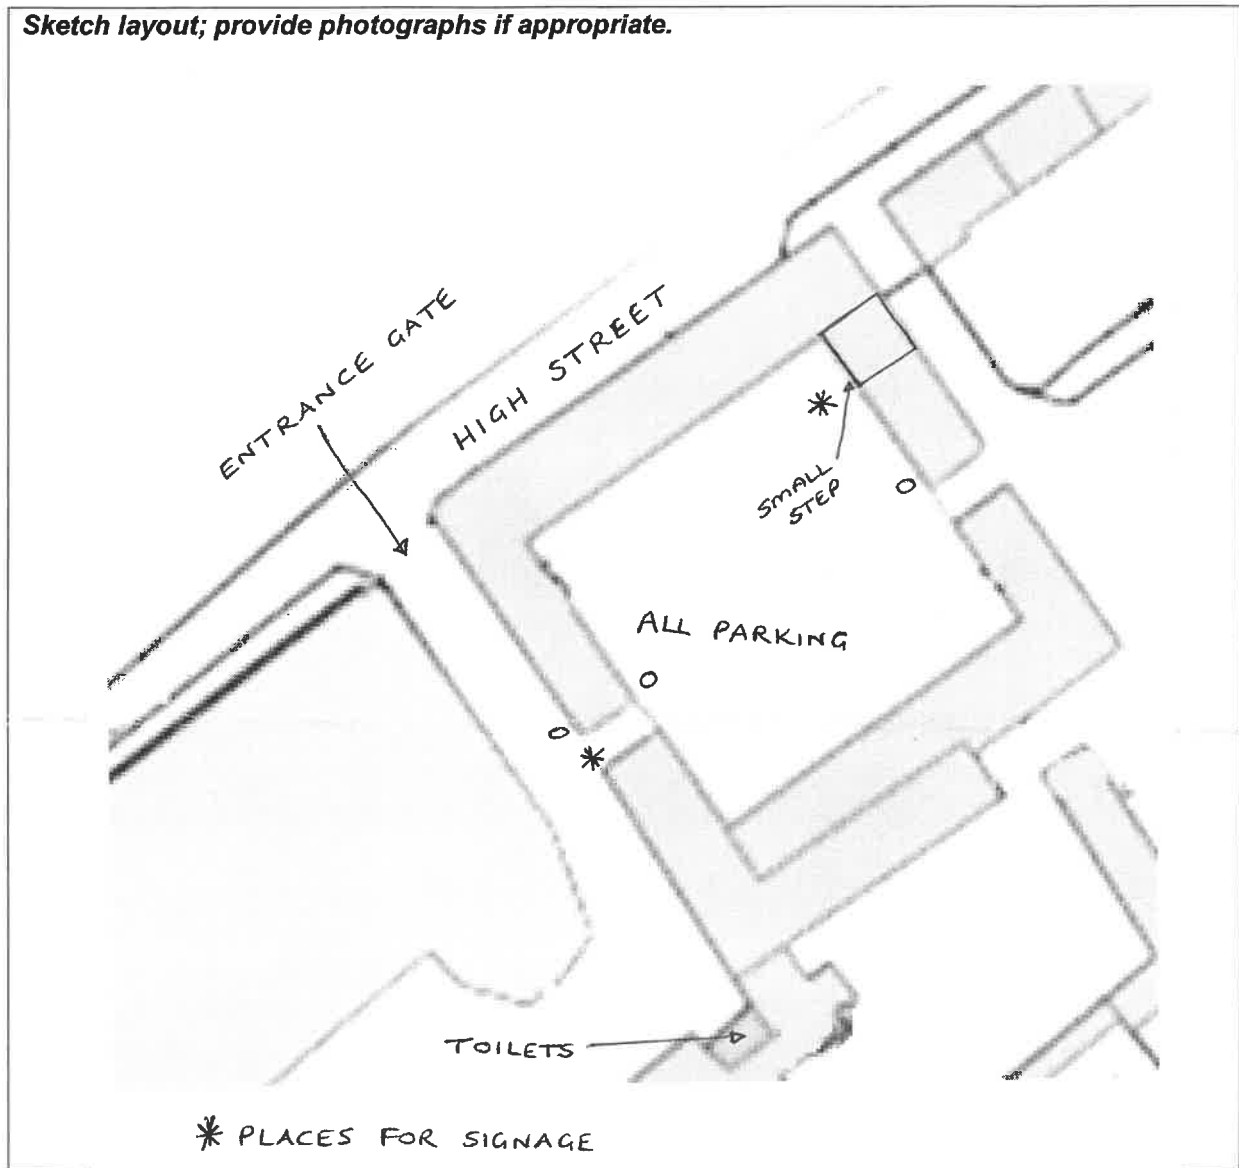 Sketch layout; provide photographs if appropriate.
ENTRANCE GATE
HIGH STREET
SMALL
STEP
ALL PARKING
TOILETS
* PLACES FOR SIGNAGE